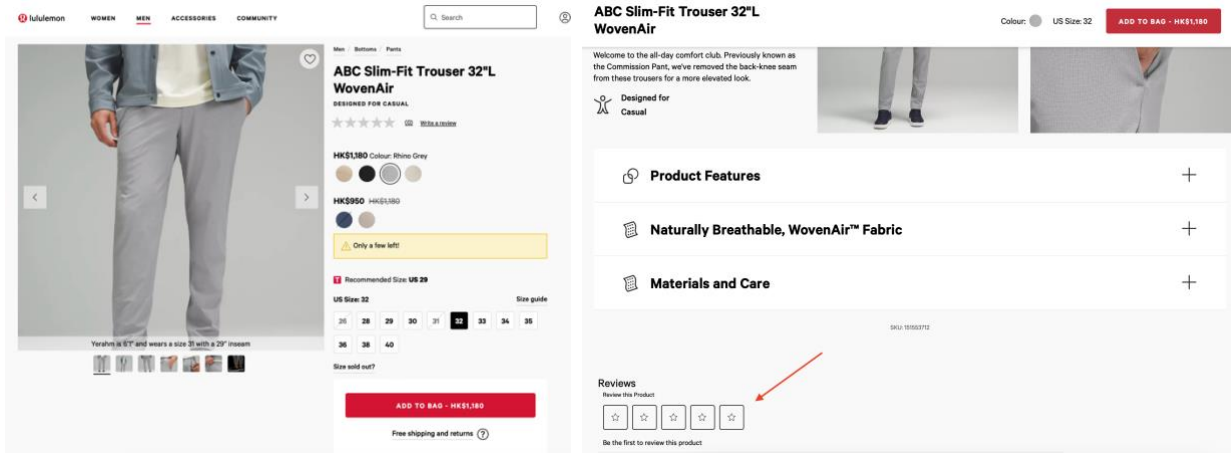 lululemon
WOMEN
MEN
ACCESSORIES
COMMUNITY
Search
Men / Bottoms / Pants
ABC Slim-Fit Trouser 32"L
WovenAir
DESIGNED FOR CASUAL
(0) Write a review
HK$1,180 Colour: Rhino Grey
HK$950 HK$1,180
Only a few left!
Recommended Size: US 29
US Size: 32
Size guide
26 28 29 30 31 32 33 34 35
36 38 40
Size sold out?
ADD TO BAG - HK$1,180
Free shipping and returns ?
Yorahm is 6'1" and wears a size 31 with a 29" inseam
ABC Slim-Fit Trouser 32"L
WovenAir
Colour:
US Size: 32
ADD TO BAG - HK$1,180
Welcome to the all-day comfort club. Previously known as
the Commission Pant, we've removed the back-knee seam
from these trousers for a more elevated look.
Designed for
Casual
Product Features
Naturally Breathable, WovenAir™ Fabric
Materials and Care
SKU: 151553712
Reviews
Review this Product
Be the first to review this product